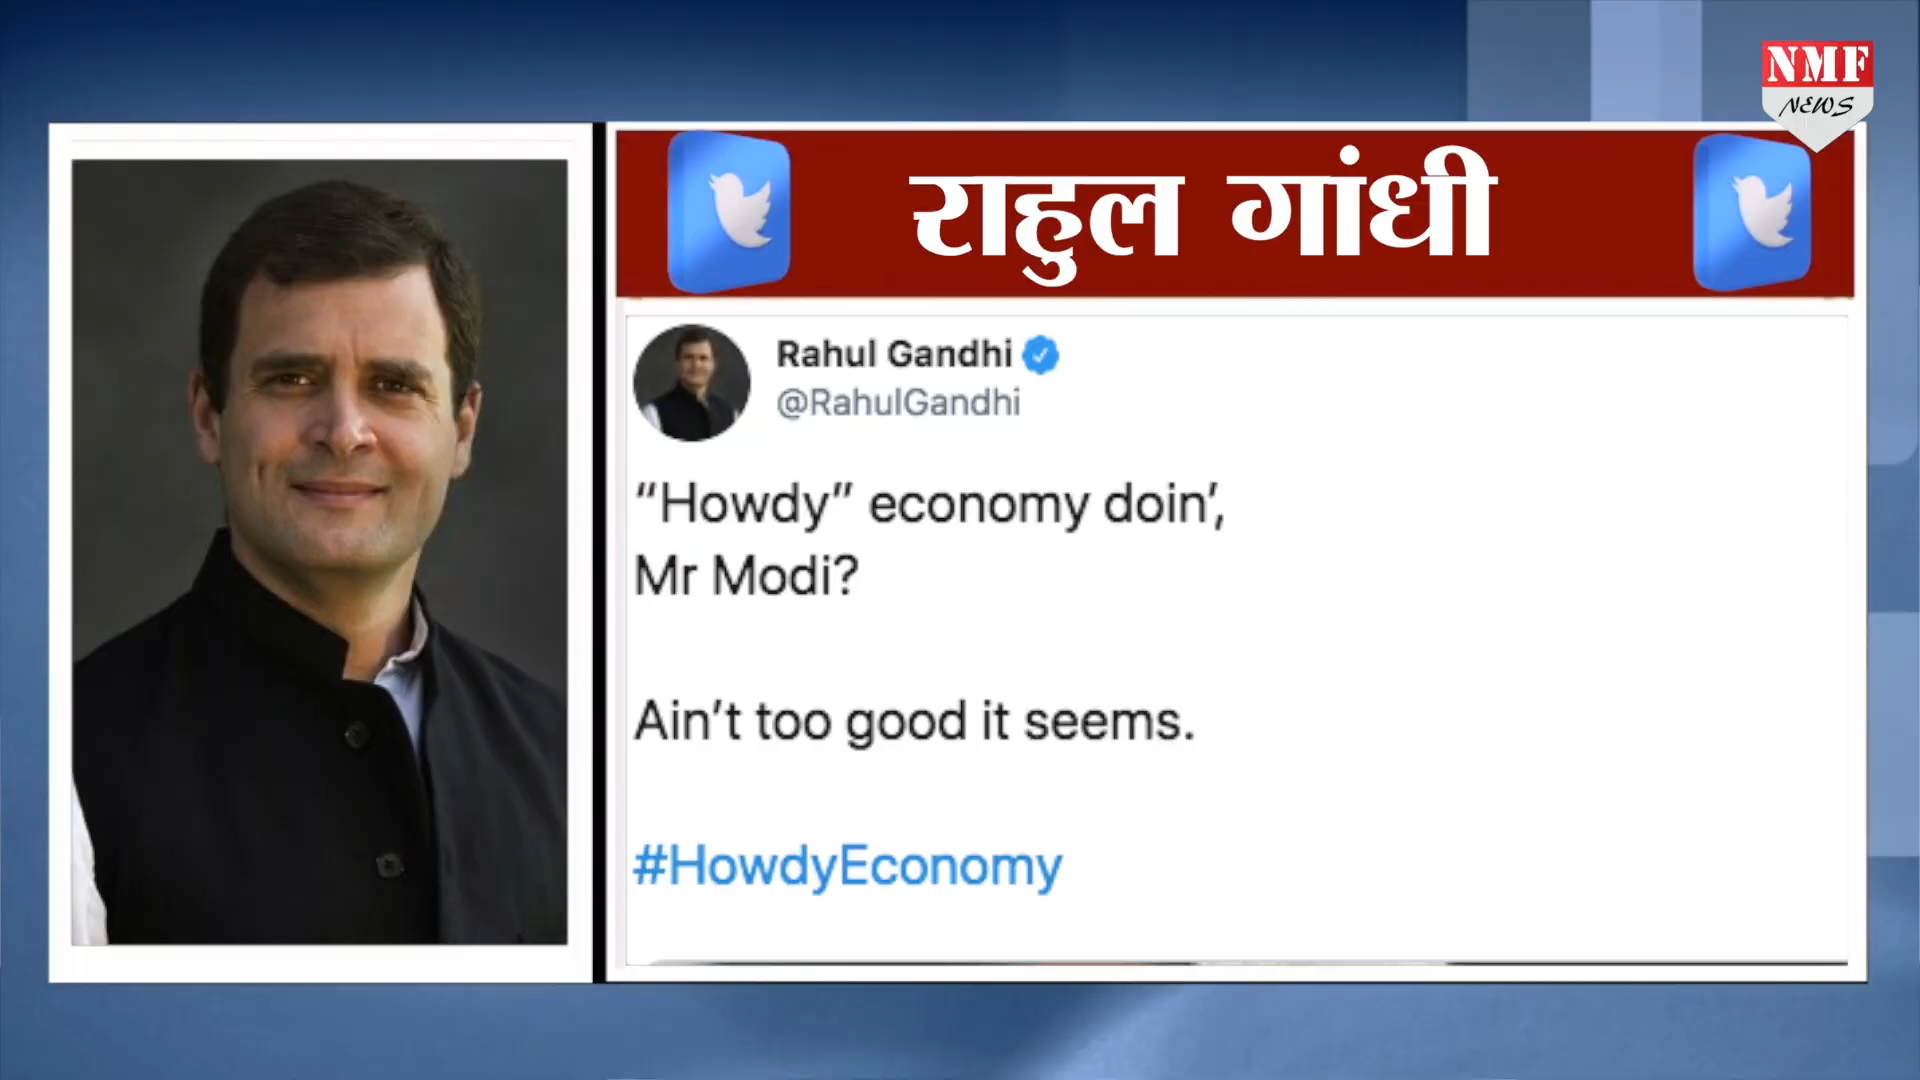 NMF
NEWS
राहुल गांधी
Rahul Gandhi
@RahulGandhi
“Howdy” economy doin’,
Mr Modi?
Ain’t too good it seems.
#HowdyEconomy